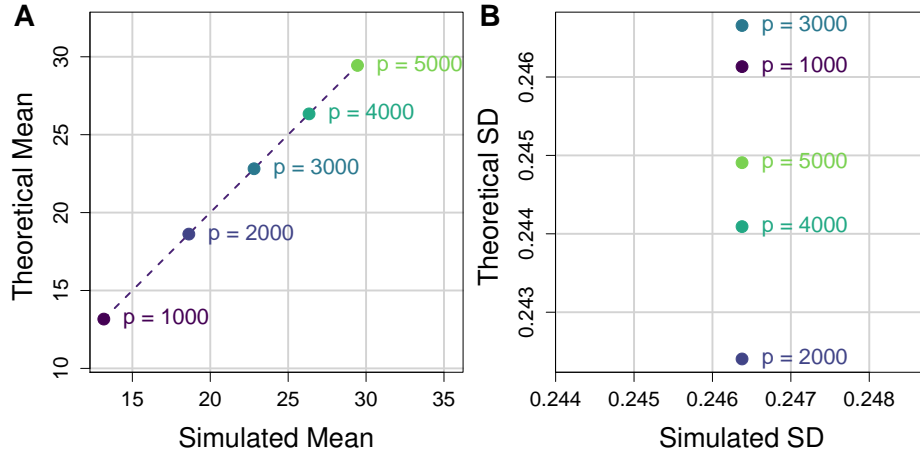 A
Theoretical Mean
30
25
20
15
10
p = 5000
p = 4000
p = 3000
p = 2000
p = 1000
15
20
25
30
35
Simulated Mean
B
Theoretical SD
0.246
0.245
0.244
0.243
p = 3000
p = 1000
p = 5000
p = 4000
p = 2000
0.244
0.245
0.246
0.247
0.248
Simulated SD